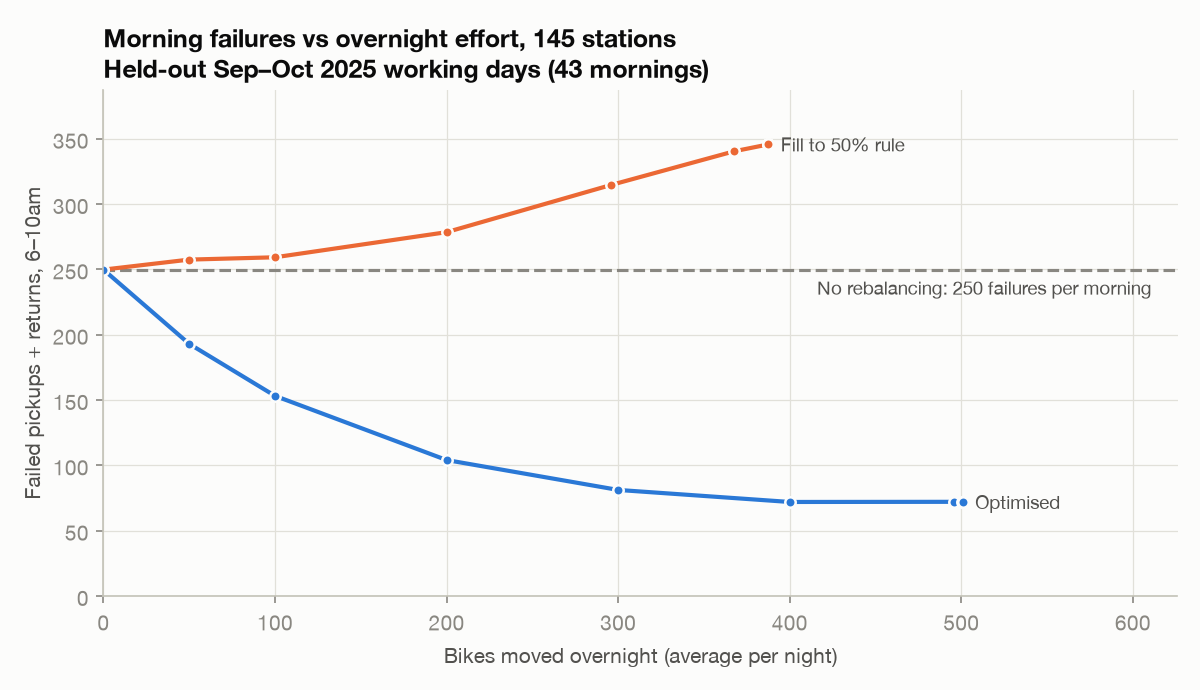 Morning failures vs overnight effort, 145 stations
Held-out Sep–Oct 2025 working days (43 mornings)
Failed pickups + returns, 6–10am
350
300
250
200
150
100
50
0
Fill to 50% rule
No rebalancing: 250 failures per morning
Optimised
0
100
200
300
400
500
600
Bikes moved overnight (average per night)